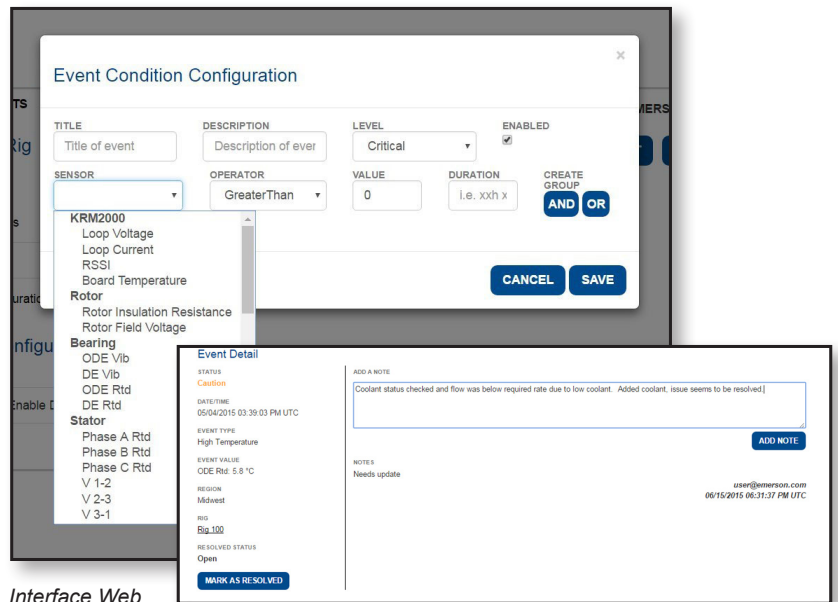 ×
Event Condition Configuration
TITLE DESCRIPTION LEVEL ENABLED
Title of event Description of ever Critical
SENSOR OPERATOR VALUE DURATION CREATE GROUP
GreaterThan 0 i.e. xxh x AND OR
KRM2000
Loop Voltage
Loop Current
RSSI
Board Temperature
Rotor
Rotor Insulation Resistance
Rotor Field Voltage
Bearing
ODE Vib
DE Vib
ODE Rtd
DE Rtd
Stator
Phase A Rtd
Phase B Rtd
Phase C Rtd
V 1-2
V 2-3
V 3-1
CANCEL SAVE
Event Detail
STATUS
Caution
DATE/TIME
05/04/2015 03:39:03 PM UTC
EVENT TYPE
High Temperature
EVENT VALUE
ODE Rtd: 5.8 °C
REGION
Midwest
RIG
Rig 100
RESOLVED STATUS
Open
MARK AS RESOLVED
ADD A NOTE
Coolant status checked and flow was below required rate due to low coolant. Added coolant, issue seems to be resolved.
ADD NOTE
NOTES
Needs update
user@emerson.com
06/15/2015 06:31:37 PM UTC
Interface Web